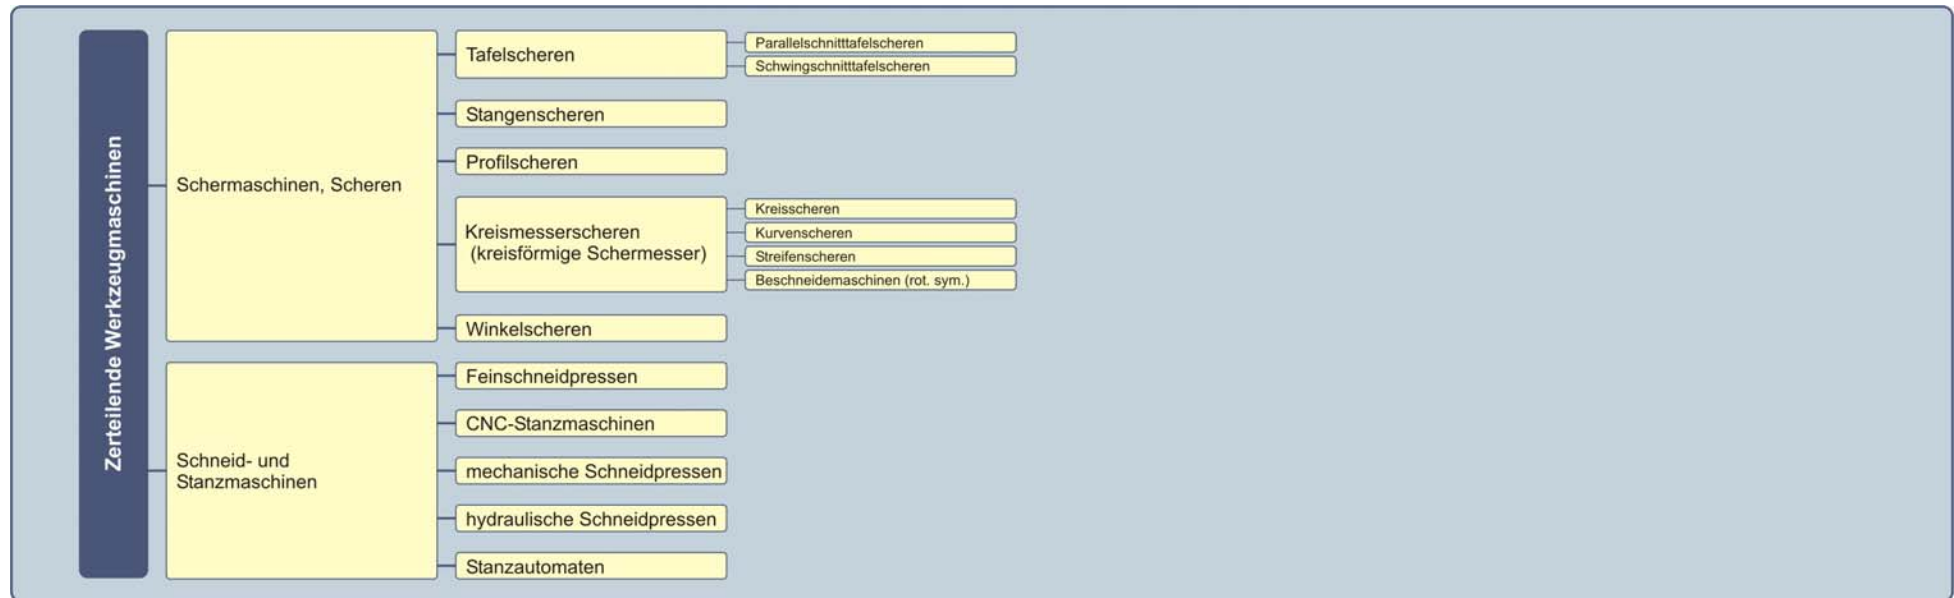 Zerteilende Werkzeugmaschinen
Schermaschinen, Scheren
Tafelscheren
Parallelschnitttafelscheren
Schwingschnitttafelscheren
Stangenscheren
Profilscheren
Kreismesserscheren
(kreisförmige Schermesser)
Kreisscheren
Kurvenscheren
Streifenscheren
Beschneidemaschinen (rot. sym.)
Winkelscheren
Schneid- und
Stanzmaschinen
Feinschneidpressen
CNC-Stanzmaschinen
mechanische Schneidpressen
hydraulische Schneidpressen
Stanzautomaten